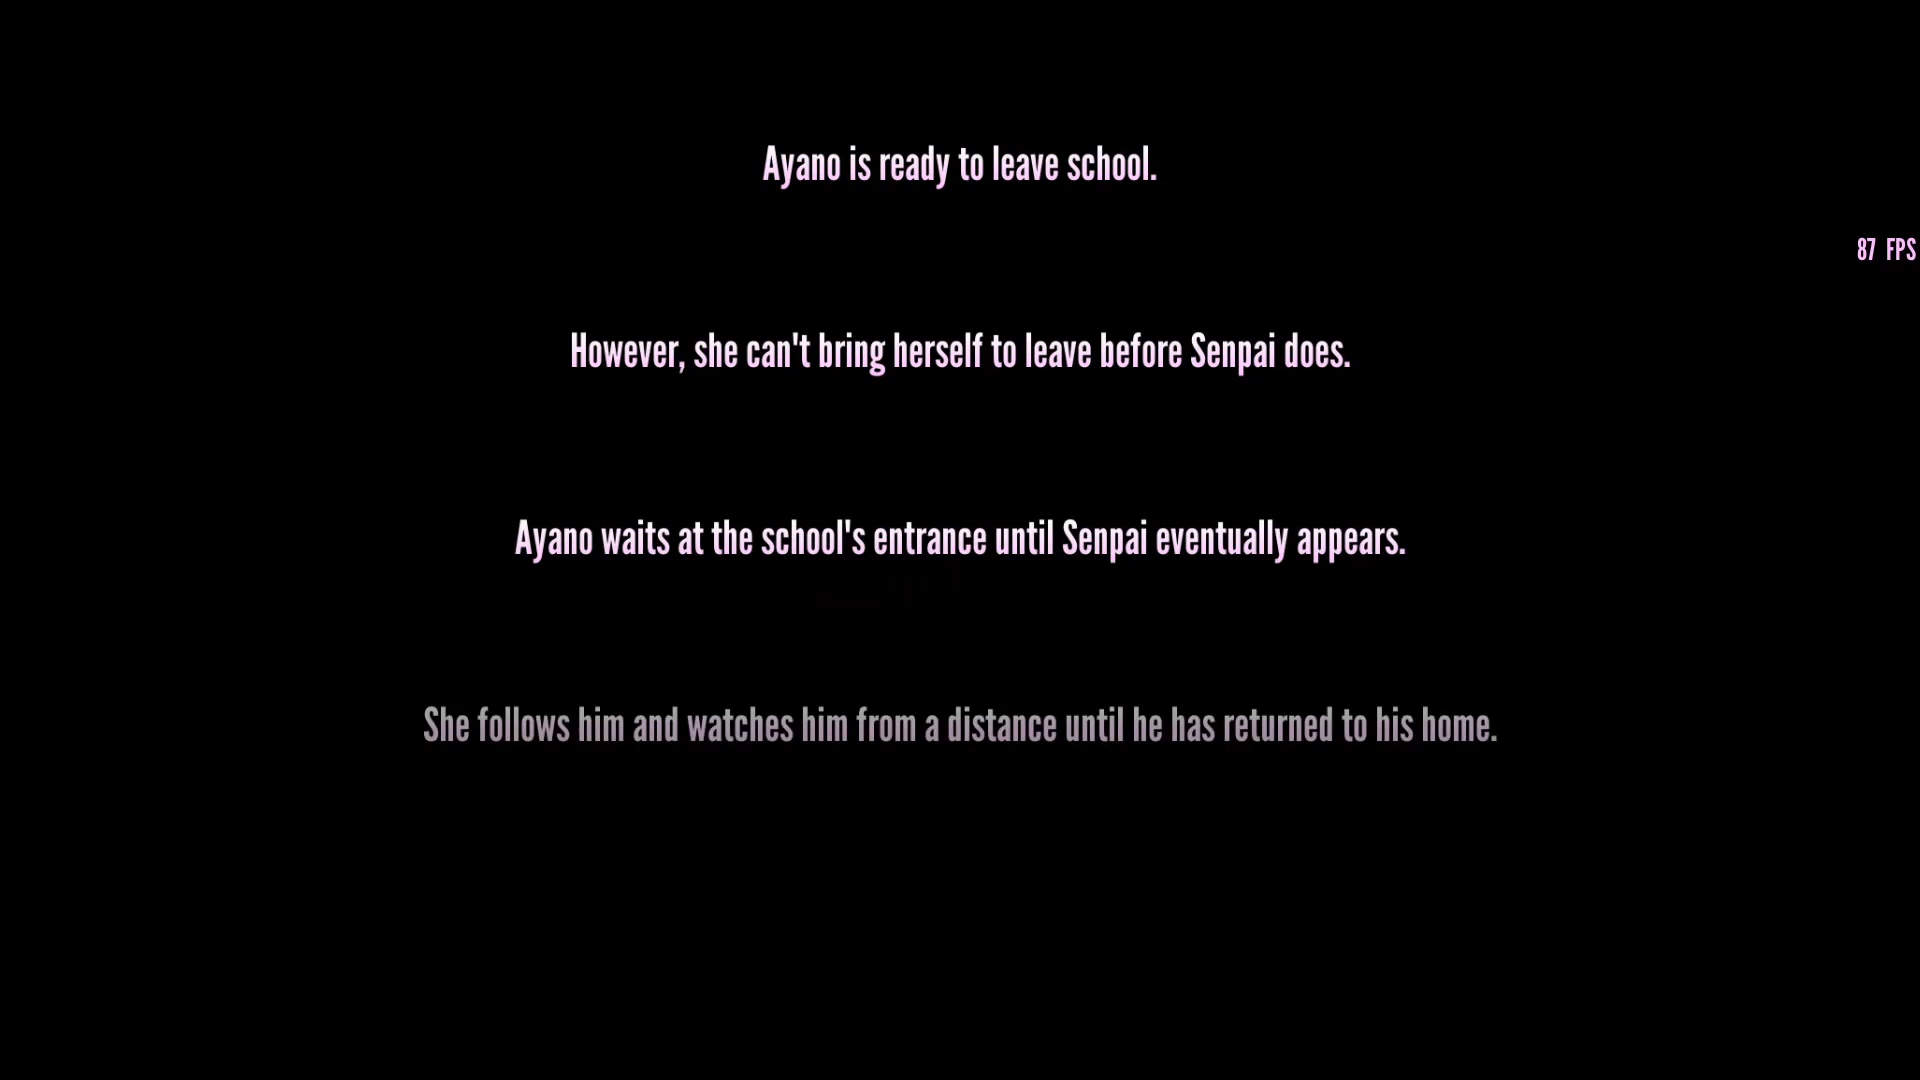 Ayano is ready to leave school.
87 FPS
However, she can't bring herself to leave before Senpai does.
Ayano waits at the school's entrance until Senpai eventually appears.
She follows him and watches him from a distance until he has returned to his home.